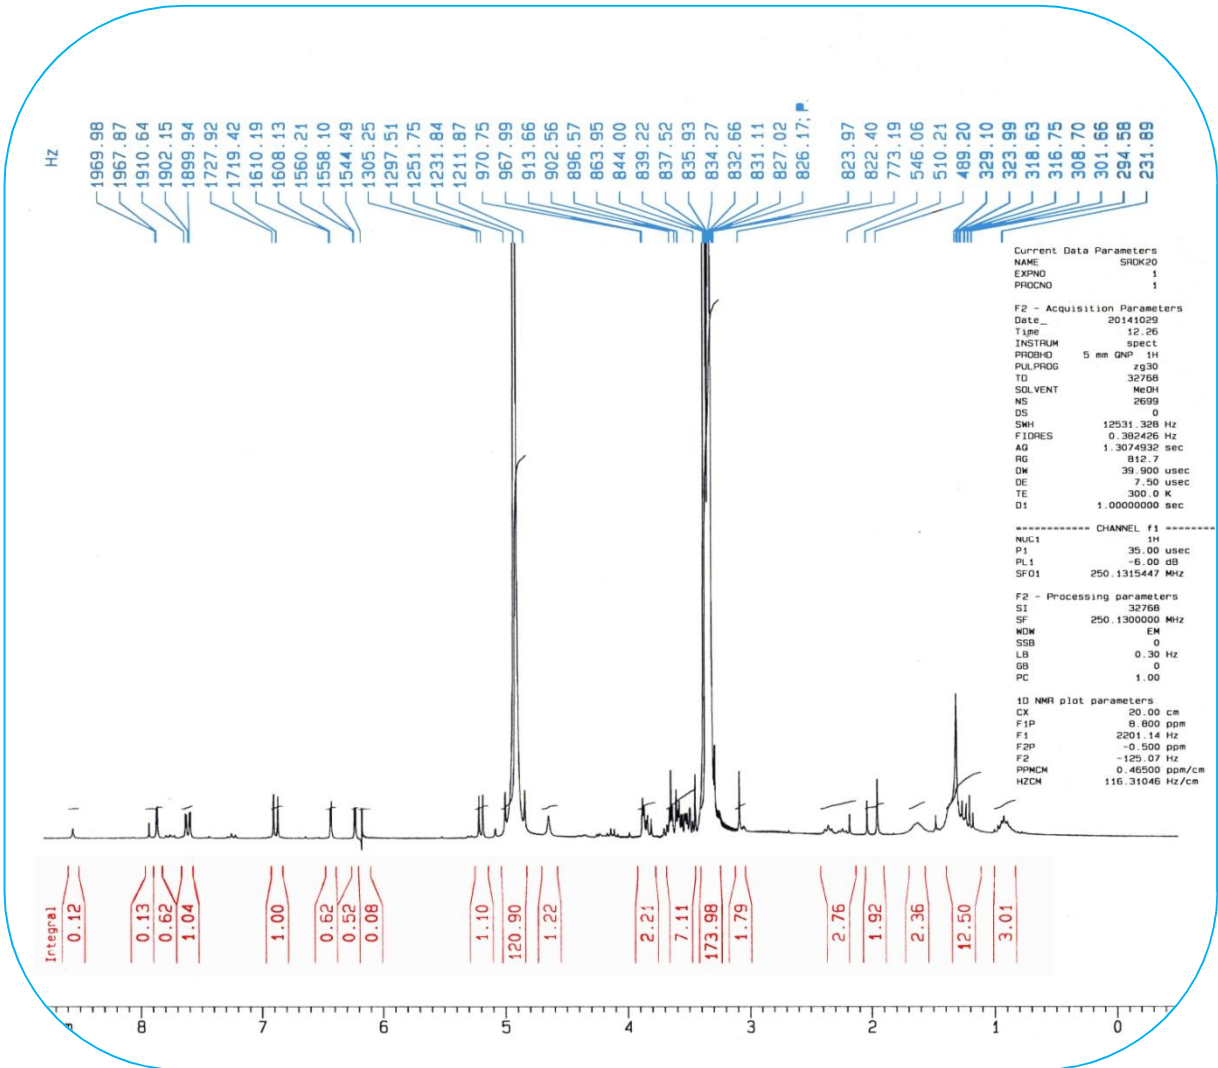 Hz
1969.98
1967.87
1910.64
1902.15
1899.94
1727.92
1719.42
1610.19
1608.13
1560.21
1558.10
1544.49
1305.25
1297.51
1251.75
1231.84
1211.87
970.75
967.99
913.66
902.56
896.57
863.95
844.00
839.22
837.52
835.93
834.27
832.66
831.11
827.02
826.17; P.
823.97
822.40
773.19
546.06
510.21
489.20
329.10
323.99
318.63
316.75
308.70
301.66
294.58
231.89
Current Data Parameters
NAME SRDK20
EXPNO 1
PROCNO 1
F2 - Acquisition Parameters
Date_ 20141029
Time 12.26
INSTRUM spect
PROBHD 5 mm QNP 1H
PULPROG zg30
TD 32768
SOLVENT MeOH
NS 2699
DS 0
SWH 12531.328 Hz
FIDRES 0.382426 Hz
AQ 1.3074932 sec
RG 812.7
DW 39.900 usec
DE 7.50 usec
TE 300.0 K
D1 1.00000000 sec
============ CHANNEL f1 ========
NUC1 1H
P1 35.00 usec
PL1 -6.00 dB
SFO1 250.1315447 MHz
F2 - Processing parameters
SI 32768
SF 250.1300000 MHz
WDW EM
SSB 0
LB 0.30 Hz
GB 0
PC 1.00
1D NMR plot parameters
CX 20.00 cm
F1P 8.800 ppm
F1 2201.14 Hz
F2P -0.500 ppm
F2 -125.07 Hz
PPMCM 0.46500 ppm/cm
HZCM 116.31046 Hz/cm
Integral
0.12
0.13
0.62
1.04
1.00
0.62
0.52
0.08
1.10
120.90
1.22
2.21
7.11
173.98
1.79
2.76
1.92
2.36
12.50
3.01
8 7 6 5 4 3 2 1 0